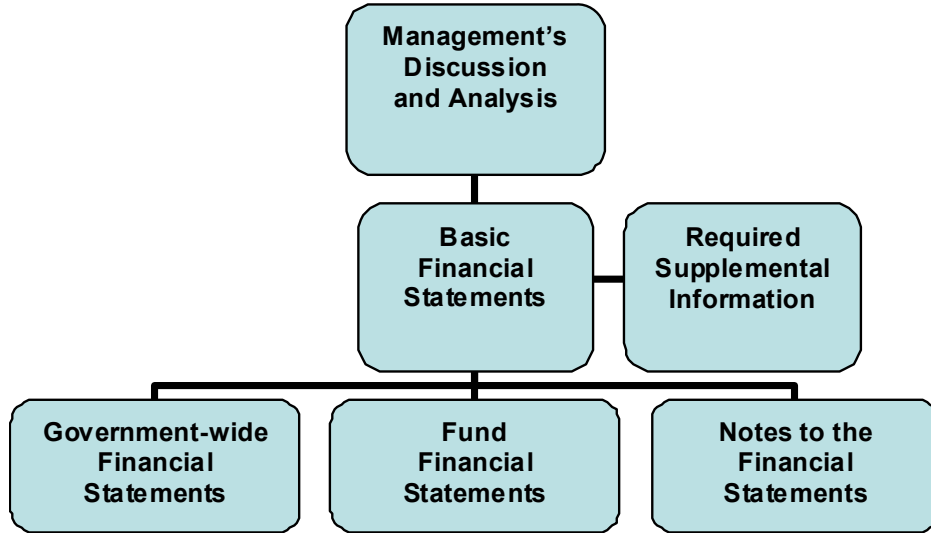 Management’s
Discussion
and Analysis
Basic
Financial
Statements
Required
Supplemental
Information
Government-wide
Financial
Statements
Fund
Financial
Statements
Notes to the
Financial
Statements